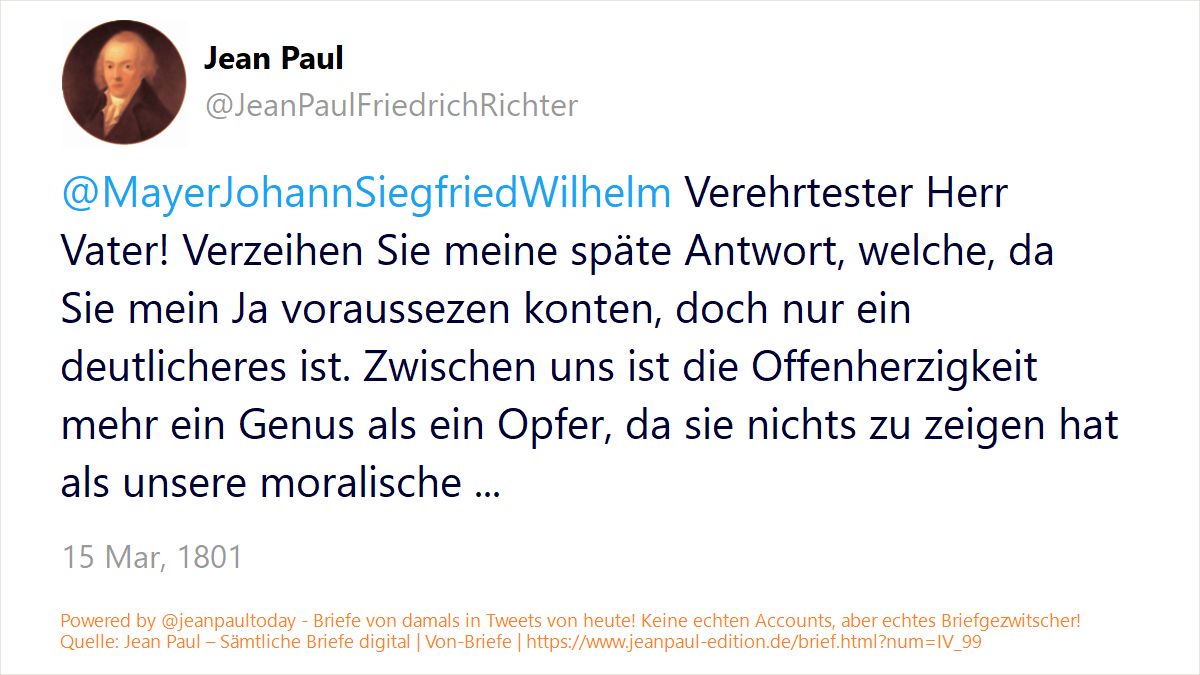 Jean Paul
@JeanPaulFriedrichRichter
@MayerJohannSiegfriedWilhelm Verehrtester Herr
Vater! Verzeihen Sie meine späte Antwort, welche, da
Sie mein Ja voraussezen konten, doch nur ein
deutlicheres ist. Zwischen uns ist die Offenherzigkeit
mehr ein Genus als ein Opfer, da sie nichts zu zeigen hat
als unsere moralische ...
15 Mar, 1801
Powered by @jeanpaultoday - Briefe von damals in Tweets von heute! Keine echten Accounts, aber echtes Briefgezwitscher!
Quelle: Jean Paul – Sämtliche Briefe digital | Von-Briefe | https://www.jeanpaul-edition.de/brief.html?num=IV_99